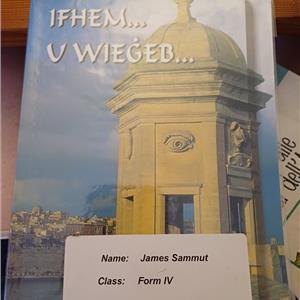 IFHEM...
U WIEĠEB...
Name: James Sammut
Class: Form IV